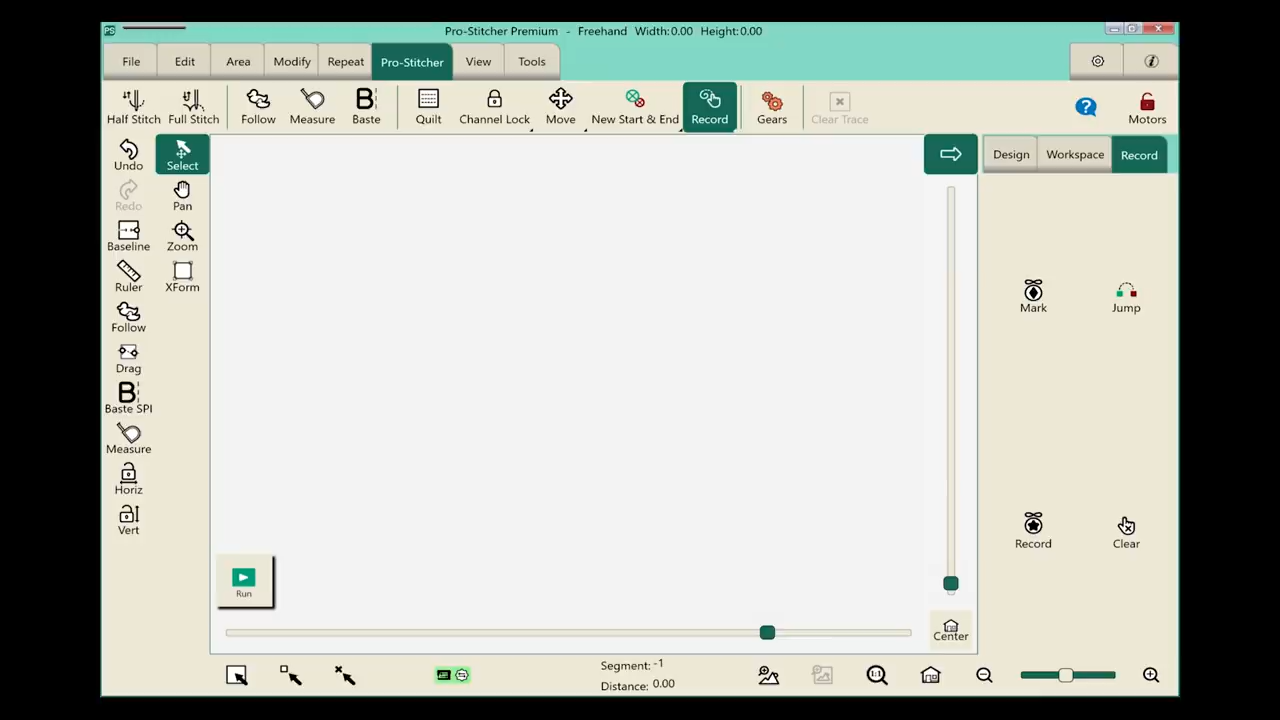 PS
Pro-Stitcher Premium - Freehand Width:0.00 Height:0.00
File Edit Area Modify Repeat Pro-Stitcher View Tools
Half Stitch Full Stitch Follow Measure Baste Quilt Channel Lock Move New Start & End Record Gears Clear Trace Motors
Undo Select Design Workspace Record
Redo Pan
Baseline Zoom
Ruler XForm
Mark Jump
Follow
Drag
Baste SPI
Measure
Horiz
Vert
Record Clear
Run
Center
Segment: -1
Distance: 0.00